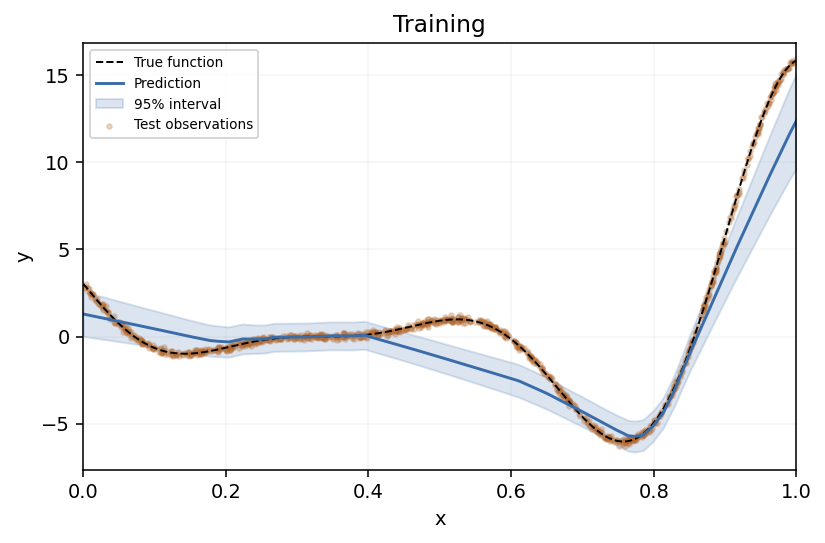 Training
True function
Prediction
95% interval
Test observations
15
10
5
0
−5
y
0.0 0.2 0.4 0.6 0.8 1.0
x